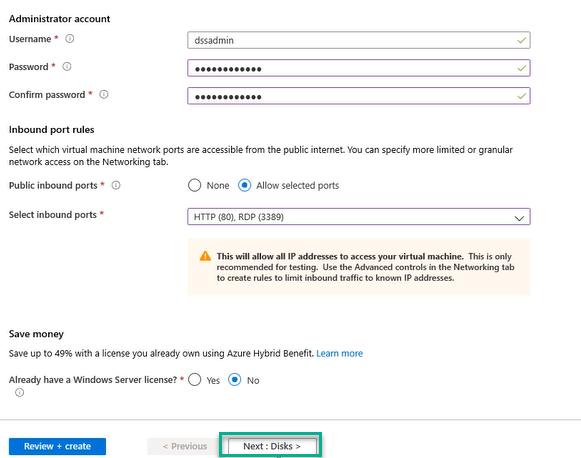 Administrator account
Username *
dssadmin
Password *
••••••••••••
Confirm password *
••••••••••••
Inbound port rules
Select which virtual machine network ports are accessible from the public internet. You can specify more limited or granular
network access on the Networking tab.
Public inbound ports *
None
Allow selected ports
Select inbound ports *
HTTP (80), RDP (3389)
This will allow all IP addresses to access your virtual machine. This is only
recommended for testing. Use the Advanced controls in the Networking tab
to create rules to limit inbound traffic to known IP addresses.
Save money
Save up to 49% with a license you already own using Azure Hybrid Benefit. Learn more
Already have a Windows Server license? *
Yes
No
Review + create
< Previous
Next : Disks >